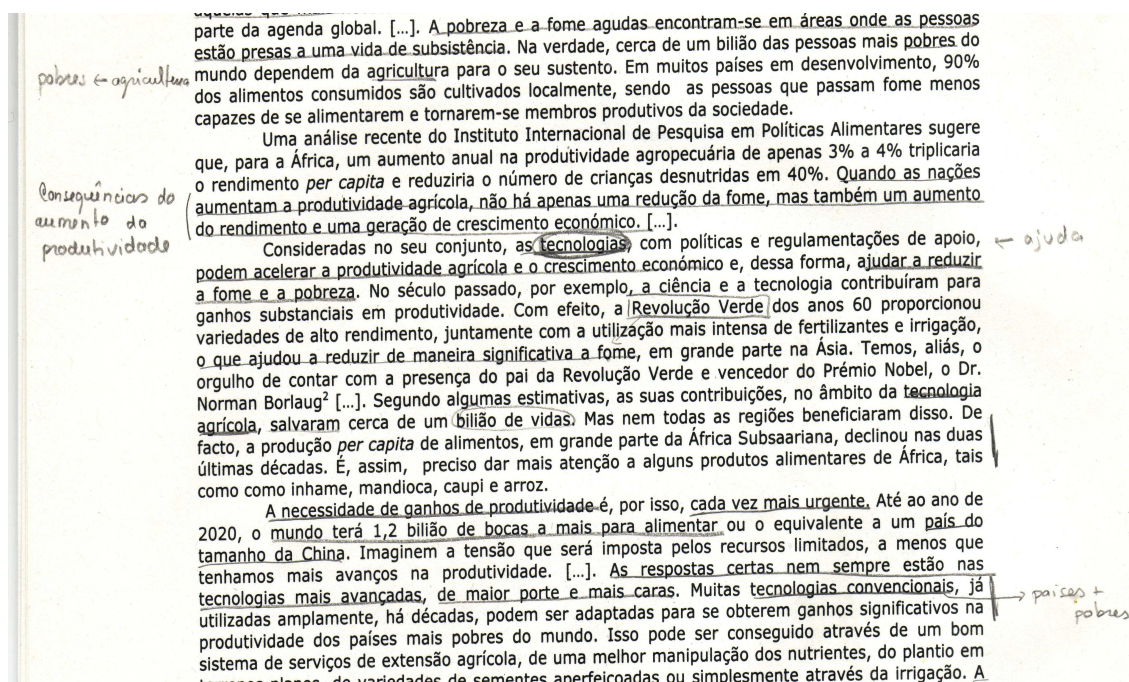 parte da agenda global. […]. A pobreza e a fome agudas encontram-se em áreas onde as pessoas
estão presas a uma vida de subsistência. Na verdade, cerca de um bilião das pessoas mais pobres do
pobres ← agricultura
mundo dependem da agricultura para o seu sustento. Em muitos países em desenvolvimento, 90%
dos alimentos consumidos são cultivados localmente, sendo as pessoas que passam fome menos
capazes de se alimentarem e tornarem-se membros produtivos da sociedade.
Uma análise recente do Instituto Internacional de Pesquisa em Políticas Alimentares sugere
que, para a África, um aumento anual na produtividade agropecuária de apenas 3% a 4% triplicaria
o rendimento per capita e reduziria o número de crianças desnutridas em 40%. Quando as nações
aumentam a produtividade agrícola, não há apenas uma redução da fome, mas também um aumento
do rendimento e uma geração de crescimento económico. […].
Consequências do
aumento da
produtividade
Consideradas no seu conjunto, as tecnologias, com políticas e regulamentações de apoio,
← ajuda
podem acelerar a produtividade agrícola e o crescimento económico e, dessa forma, ajudar a reduzir
a fome e a pobreza. No século passado, por exemplo, a ciência e a tecnologia contribuíram para
ganhos substanciais em produtividade. Com efeito, a Revolução Verde dos anos 60 proporcionou
variedades de alto rendimento, juntamente com a utilização mais intensa de fertilizantes e irrigação,
o que ajudou a reduzir de maneira significativa a fome, em grande parte na Ásia. Temos, aliás, o
orgulho de contar com a presença do pai da Revolução Verde e vencedor do Prémio Nobel, o Dr.
Norman Borlaug² […]. Segundo algumas estimativas, as suas contribuições, no âmbito da tecnologia
agrícola, salvaram cerca de um bilião de vidas. Mas nem todas as regiões beneficiaram disso. De
facto, a produção per capita de alimentos, em grande parte da África Subsaariana, declinou nas duas
últimas décadas. É, assim, preciso dar mais atenção a alguns produtos alimentares de África, tais
como como inhame, mandioca, caupi e arroz.
A necessidade de ganhos de produtividade é, por isso, cada vez mais urgente. Até ao ano de
2020, o mundo terá 1,2 bilião de bocas a mais para alimentar ou o equivalente a um país do
tamanho da China. Imaginem a tensão que será imposta pelos recursos limitados, a menos que
tenhamos mais avanços na produtividade. […]. As respostas certas nem sempre estão nas
tecnologias mais avançadas, de maior porte e mais caras. Muitas tecnologias convencionais, já
→ países +
pobres
utilizadas amplamente, há décadas, podem ser adaptadas para se obterem ganhos significativos na
produtividade dos países mais pobres do mundo. Isso pode ser conseguido através de um bom
sistema de serviços de extensão agrícola, de uma melhor manipulação dos nutrientes, do plantio em
de variedades de sementes aperfeiçoadas ou simplesmente através da irrigação. A